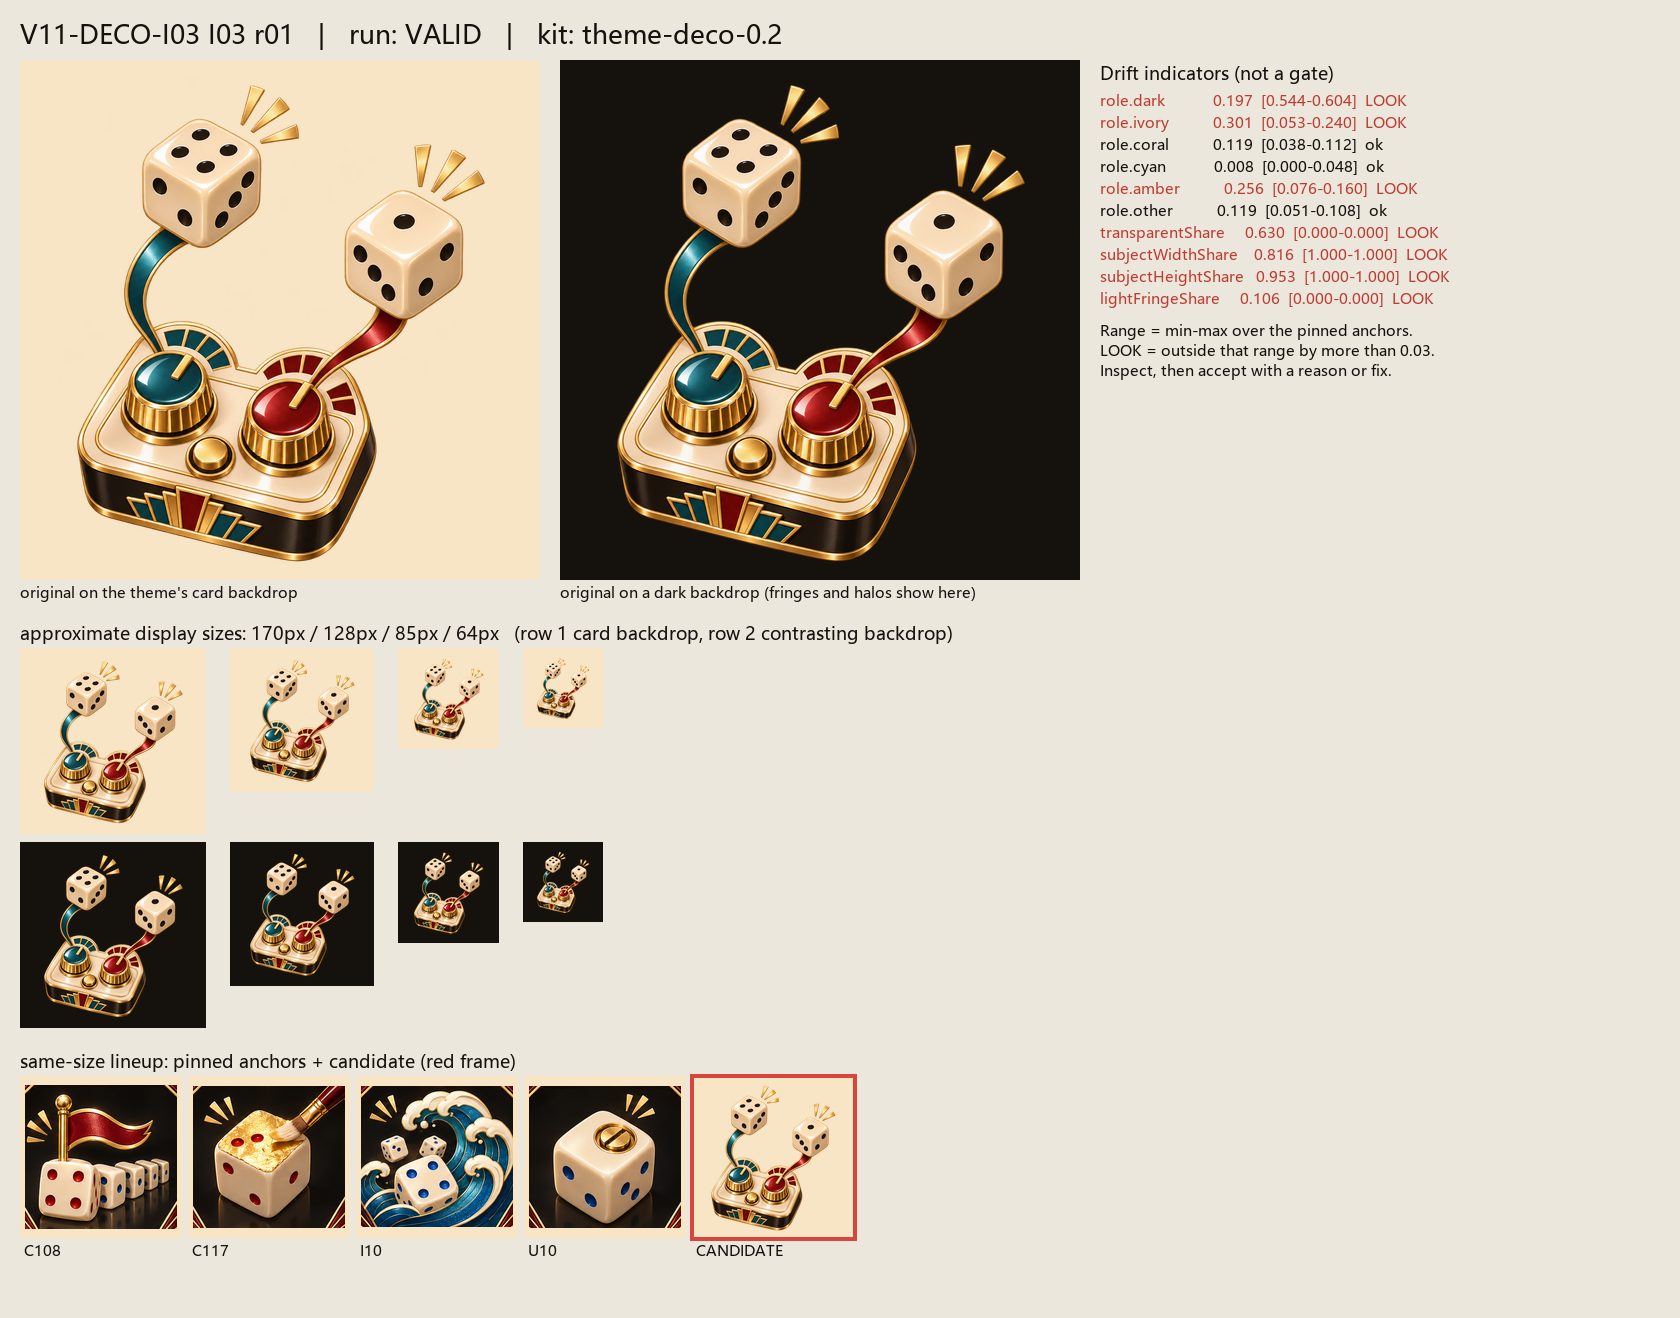 V11-DECO-I03 I03 r01   |   run: VALID   |   kit: theme-deco-0.2
Drift indicators (not a gate)
role.dark 0.197 [0.544-0.604] LOOK
role.ivory 0.301 [0.053-0.240] LOOK
role.coral 0.119 [0.038-0.112] ok
role.cyan 0.008 [0.000-0.048] ok
role.amber 0.256 [0.076-0.160] LOOK
role.other 0.119 [0.051-0.108] ok
transparentShare 0.630 [0.000-0.000] LOOK
subjectWidthShare 0.816 [1.000-1.000] LOOK
subjectHeightShare 0.953 [1.000-1.000] LOOK
lightFringeShare 0.106 [0.000-0.000] LOOK
Range = min-max over the pinned anchors.
LOOK = outside that range by more than 0.03.
Inspect, then accept with a reason or fix.
original on the theme's card backdrop
original on a dark backdrop (fringes and halos show here)
approximate display sizes: 170px / 128px / 85px / 64px   (row 1 card backdrop, row 2 contrasting backdrop)
same-size lineup: pinned anchors + candidate (red frame)
C108
C117
I10
U10
CANDIDATE